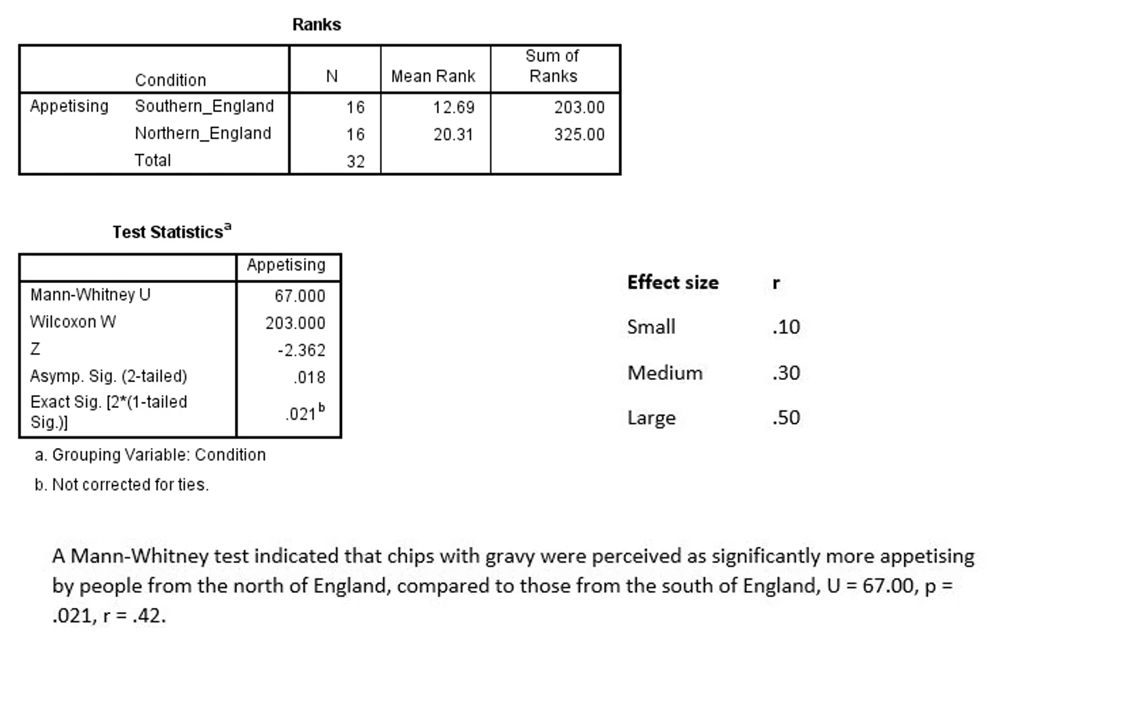 Ranks
Condition N Mean Rank Sum of Ranks
Appetising Southern_England 16 12.69 203.00
Northern_England 16 20.31 325.00
Total 32
Test Statisticsᵃ
Appetising
Mann-Whitney U 67.000
Wilcoxon W 203.000
Z -2.362
Asymp. Sig. (2-tailed) .018
Exact Sig. [2*(1-tailed Sig.)] .021ᵇ
a. Grouping Variable: Condition
b. Not corrected for ties.
Effect size r
Small .10
Medium .30
Large .50
A Mann-Whitney test indicated that chips with gravy were perceived as significantly more appetising
by people from the north of England, compared to those from the south of England, U = 67.00, p =
.021, r = .42.